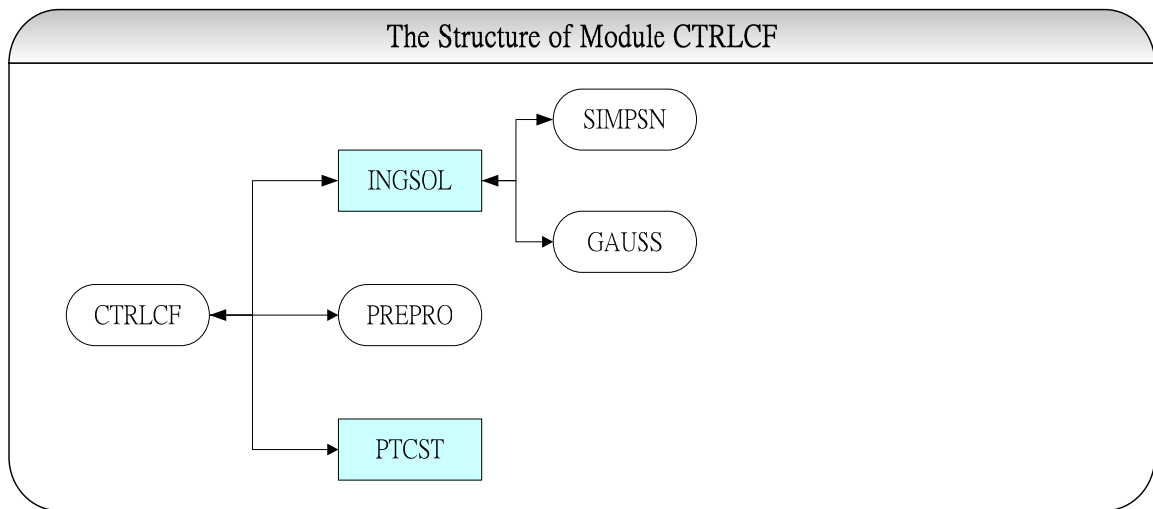 The Structure of Module CTRLCF
SIMPSN
INGSOL
GAUSS
CTRLCF
PREPRO
PTCST